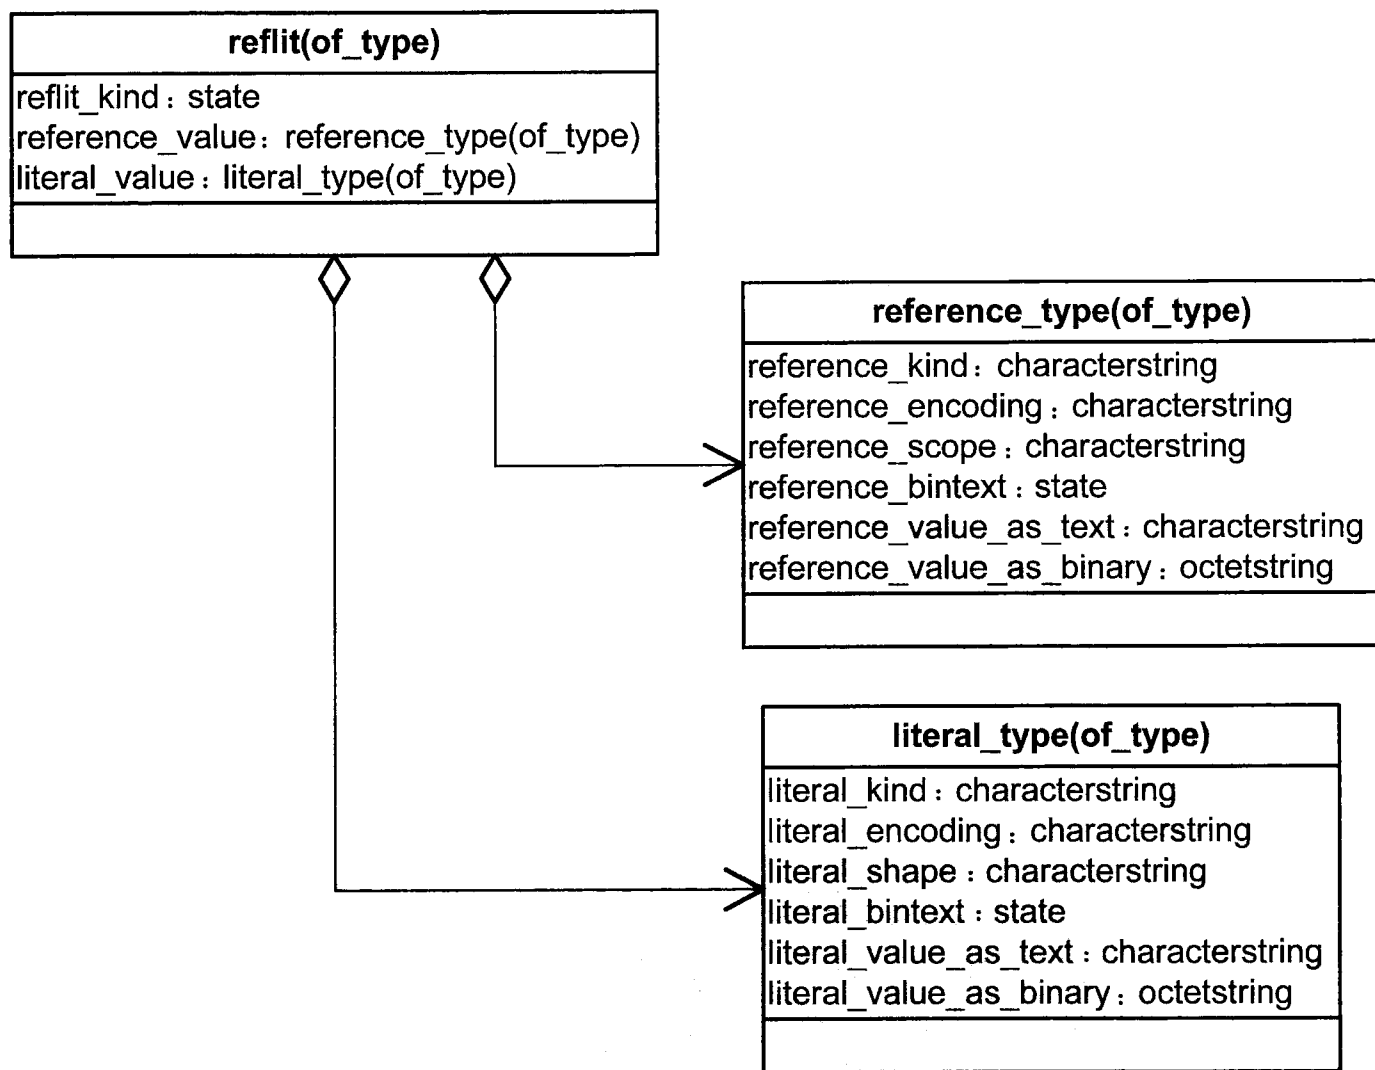 reflit(of_type)
reflit_kind : state
reference_value : reference_type(of_type)
literal_value : literal_type(of_type)
reference_type(of_type)
reference_kind : characterstring
reference_encoding : characterstring
reference_scope : characterstring
reference_bintext : state
reference_value_as_text : characterstring
reference_value_as_binary : octetstring
literal_type(of_type)
literal_kind : characterstring
literal_encoding : characterstring
literal_shape : characterstring
literal_bintext : state
literal_value_as_text : characterstring
literal_value_as_binary : octetstring